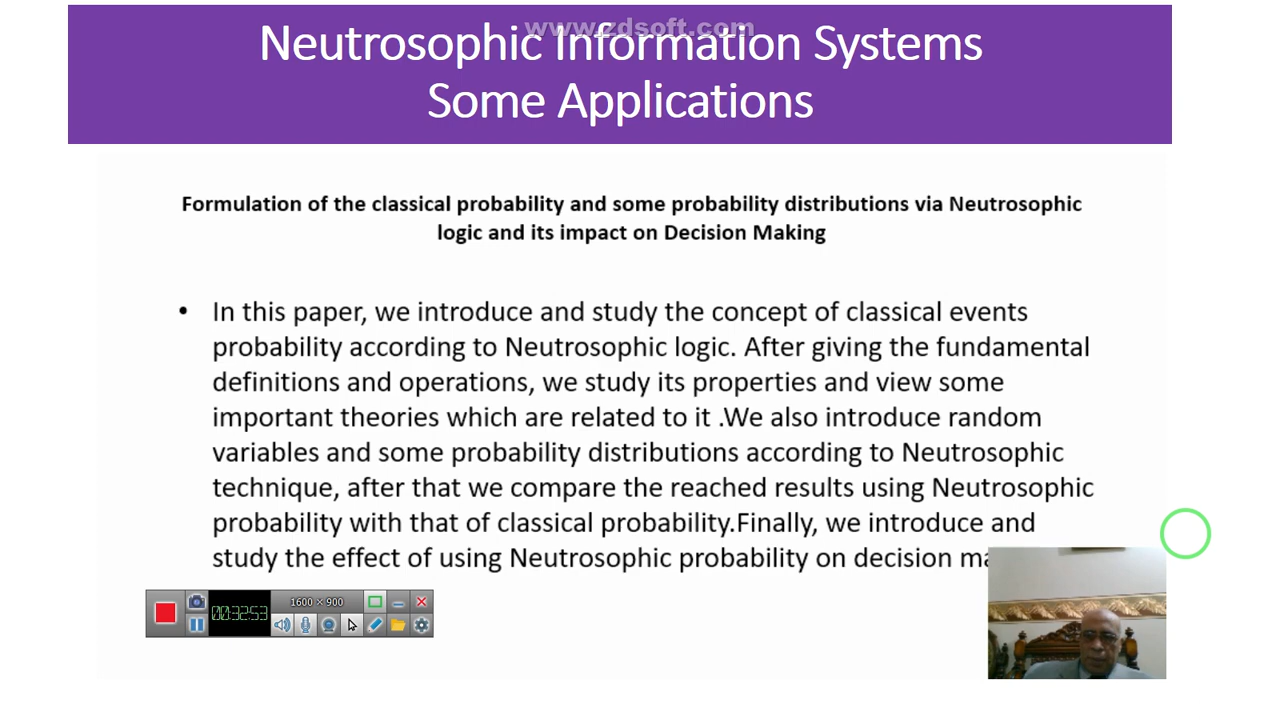 www.zdsoft.com
Neutrosophic Information Systems
Some Applications
Formulation of the classical probability and some probability distributions via Neutrosophic
logic and its impact on Decision Making
• In this paper, we introduce and study the concept of classical events
probability according to Neutrosophic logic. After giving the fundamental
definitions and operations, we study its properties and view some
important theories which are related to it .We also introduce random
variables and some probability distributions according to Neutrosophic
technique, after that we compare the reached results using Neutrosophic
probability with that of classical probability.Finally, we introduce and
study the effect of using Neutrosophic probability on decision
1600 × 900
00:32:53